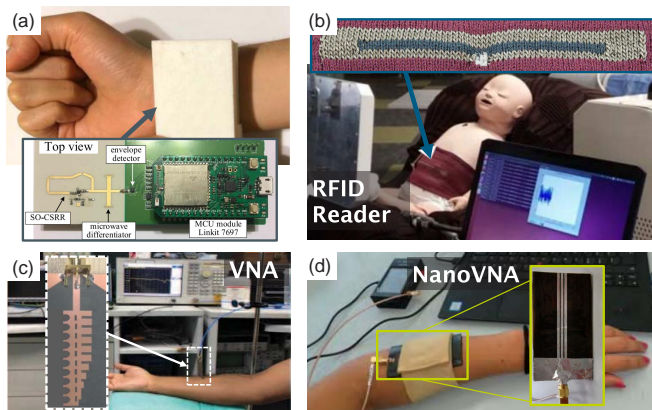 (a)
Top view
envelope
detector
SO-CSRR
microwave
differentiator
MCU module
Linkit 7697
(b)
RFID
Reader
(c)
VNA
(d)
NanoVNA